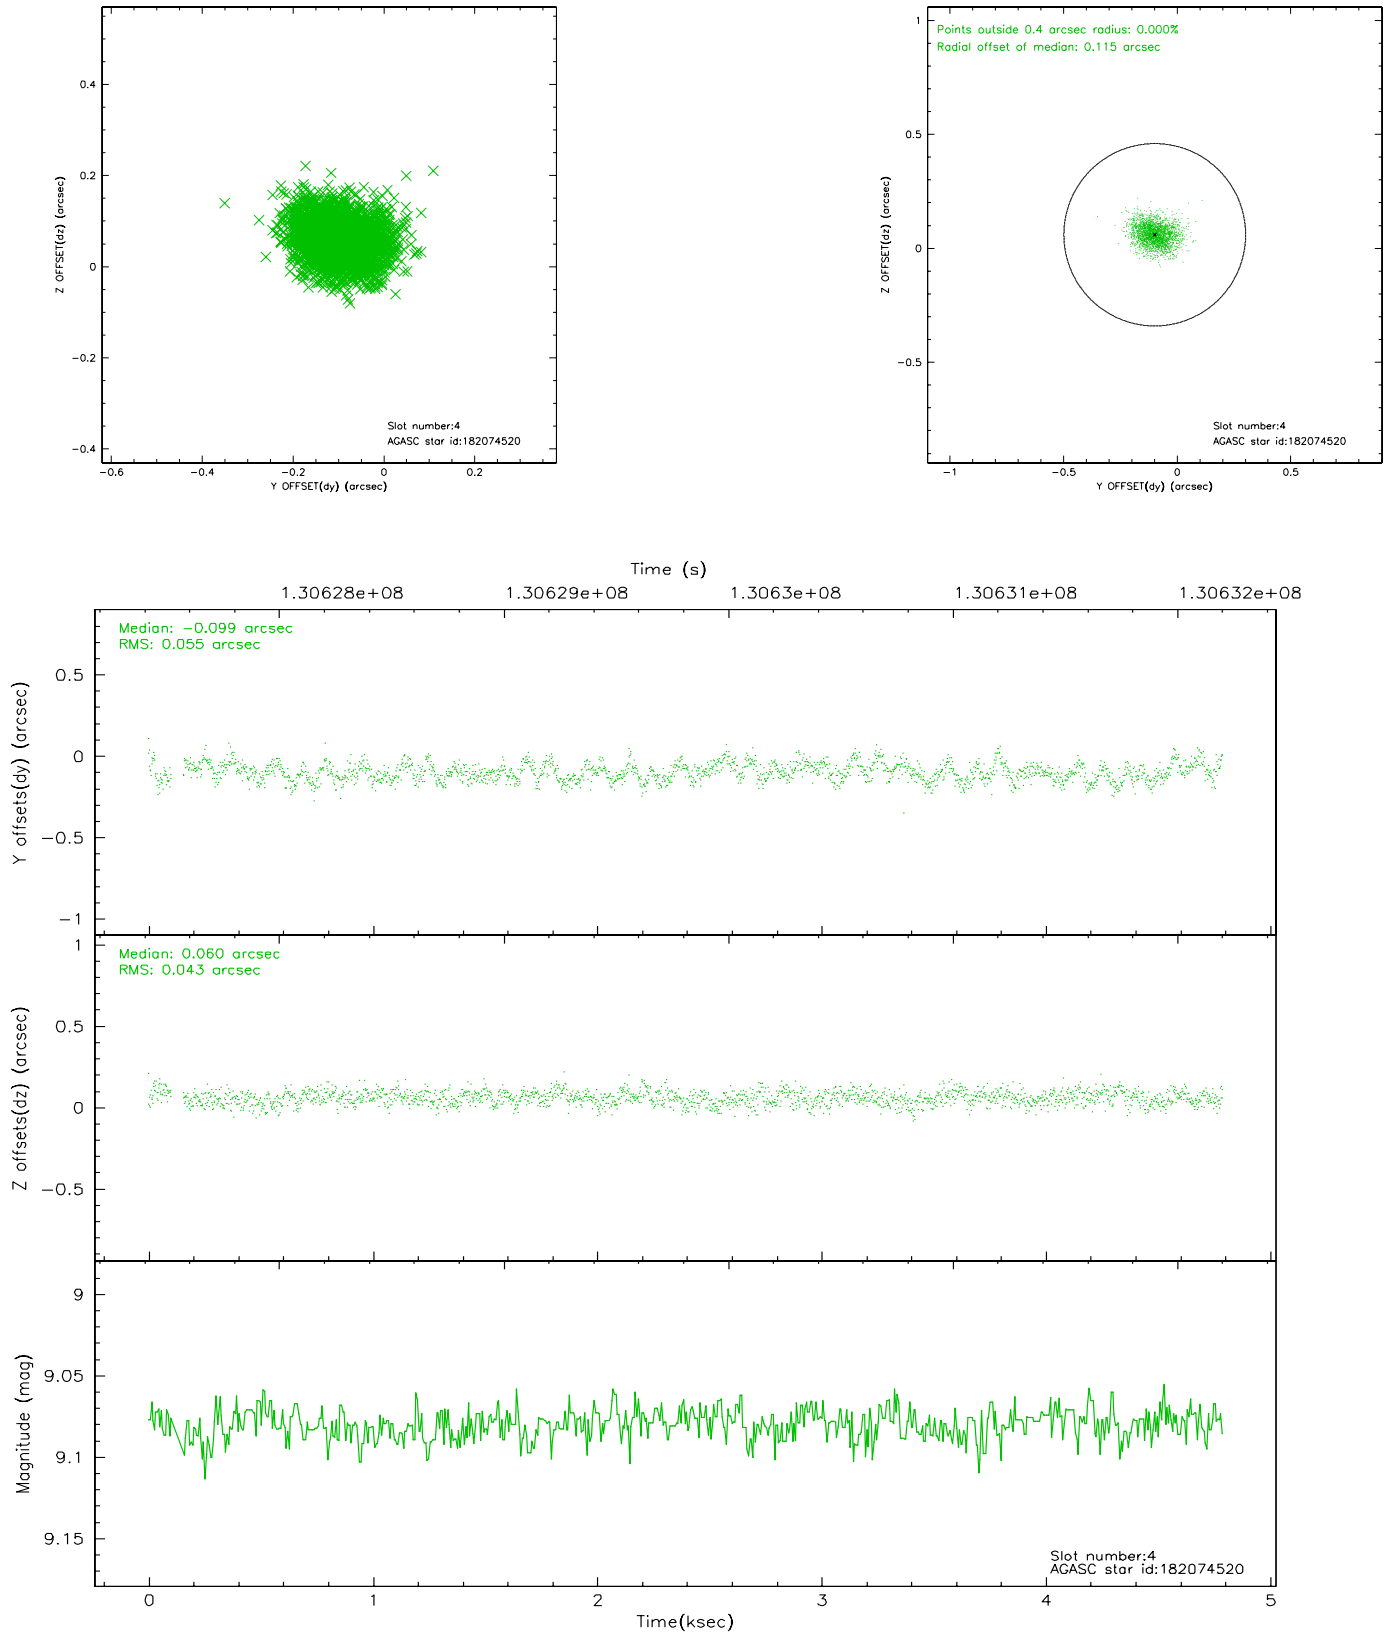 0.4
0.2
0
−0.2
−0.4
Z OFFSET(dz) (arcsec)
Slot number:4
AGASC star id:182074520
−0.6 −0.4 −0.2 0 0.2
Y OFFSET(dy) (arcsec)
Points outside 0.4 arcsec radius: 0.000%
Radial offset of median: 0.115 arcsec
1
0.5
0
−0.5
Z OFFSET(dz) (arcsec)
Slot number:4
AGASC star id:182074520
−1 −0.5 0 0.5
Y OFFSET(dy) (arcsec)
Time (s)
1.30628e+08 1.30629e+08 1.3063e+08 1.30631e+08 1.30632e+08
Median: −0.099 arcsec
RMS: 0.055 arcsec
0.5
0
−0.5
−1
Y offsets(dy) (arcsec)
Median: 0.060 arcsec
RMS: 0.043 arcsec
1
0.5
0
−0.5
Z offsets(dz) (arcsec)
9
9.05
9.1
9.15
Magnitude (mag)
Slot number:4
AGASC star id:182074520
0 1 2 3 4 5
Time(ksec)